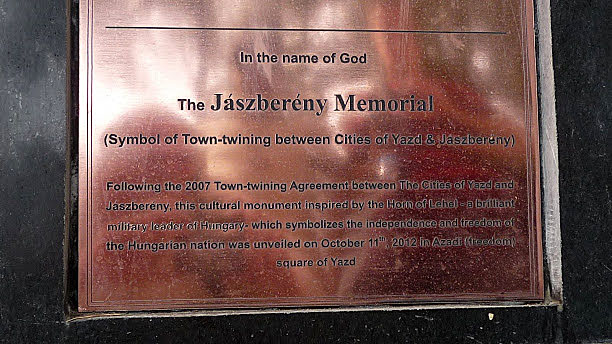 In the name of God
The Jászberény Memorial
(Symbol of Town-twining between Cities of Yazd & Jaszbereny)
Following the 2007 Town-twining Agreement between The Cities of Yazd and
Jaszbereny, this cultural monument inspired by the Horn of Lehel - a brilliant
military leader of Hungary- which symbolizes the independence and freedom of
the Hungarian nation was unveiled on October 11th, 2012 in Azadi (freedom)
square of Yazd